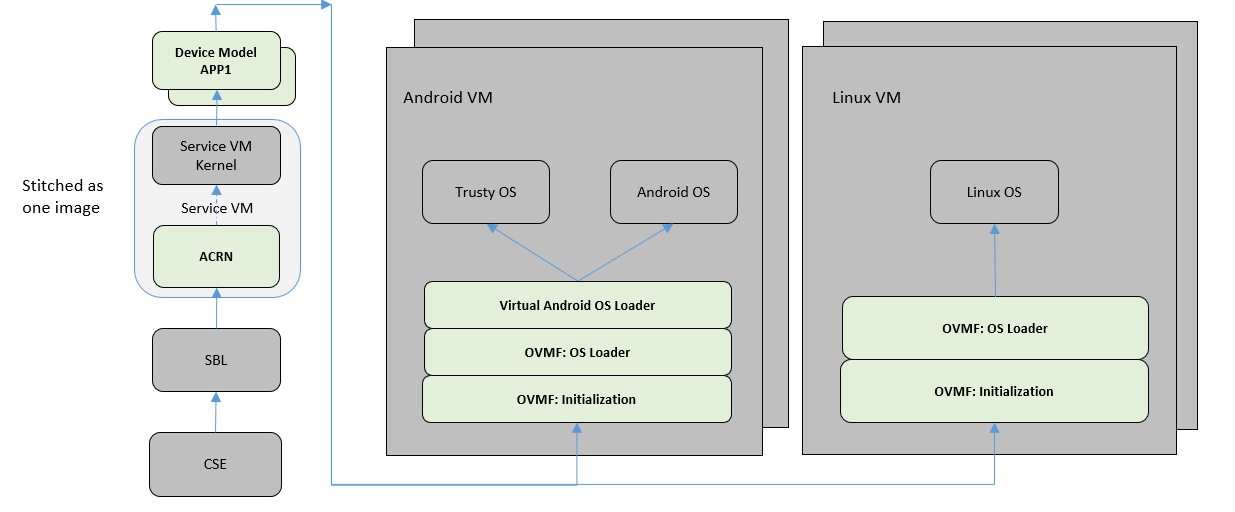 Device Model
APP1
Service VM
Kernel
Service VM
ACRN
Stitched as
one image
SBL
CSE
Android VM
Trusty OS
Android OS
Virtual Android OS Loader
OVMF: OS Loader
OVMF: Initialization
Linux VM
Linux OS
OVMF: OS Loader
OVMF: Initialization